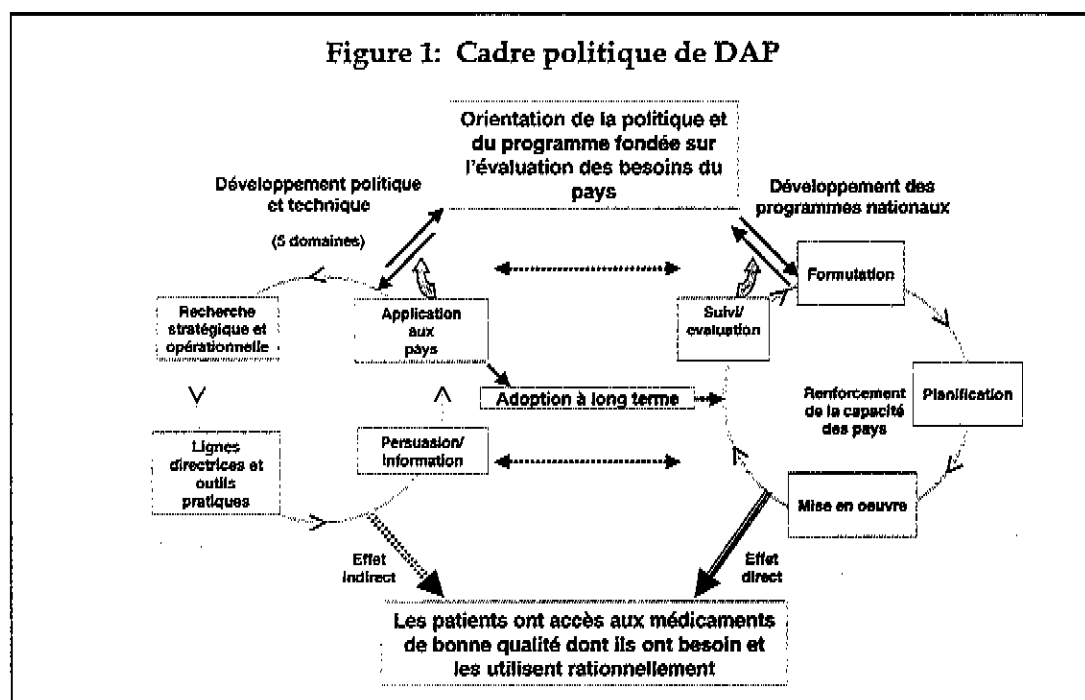 Figure 1: Cadre politique de DAP
Orientation de la politique et
du programme fondée sur
l'évaluation des besoins du
pays
Développement politique
et technique
(5 domaines)
Développement des
programmes nationaux
Recherche
stratégique et
opérationnelle
Application
aux
pays
Suivi/
evaluation
Formulation
Adoption à long terme
Renforcement
de la capacité
des pays
Planification
Lignes
directrices et
outils
pratiques
Persuasion/
Information
Mise en oeuvre
Effet
indirect
Effet
direct
Les patients ont accès aux médicaments
de bonne qualité dont ils ont besoin et
les utilisent rationnellement